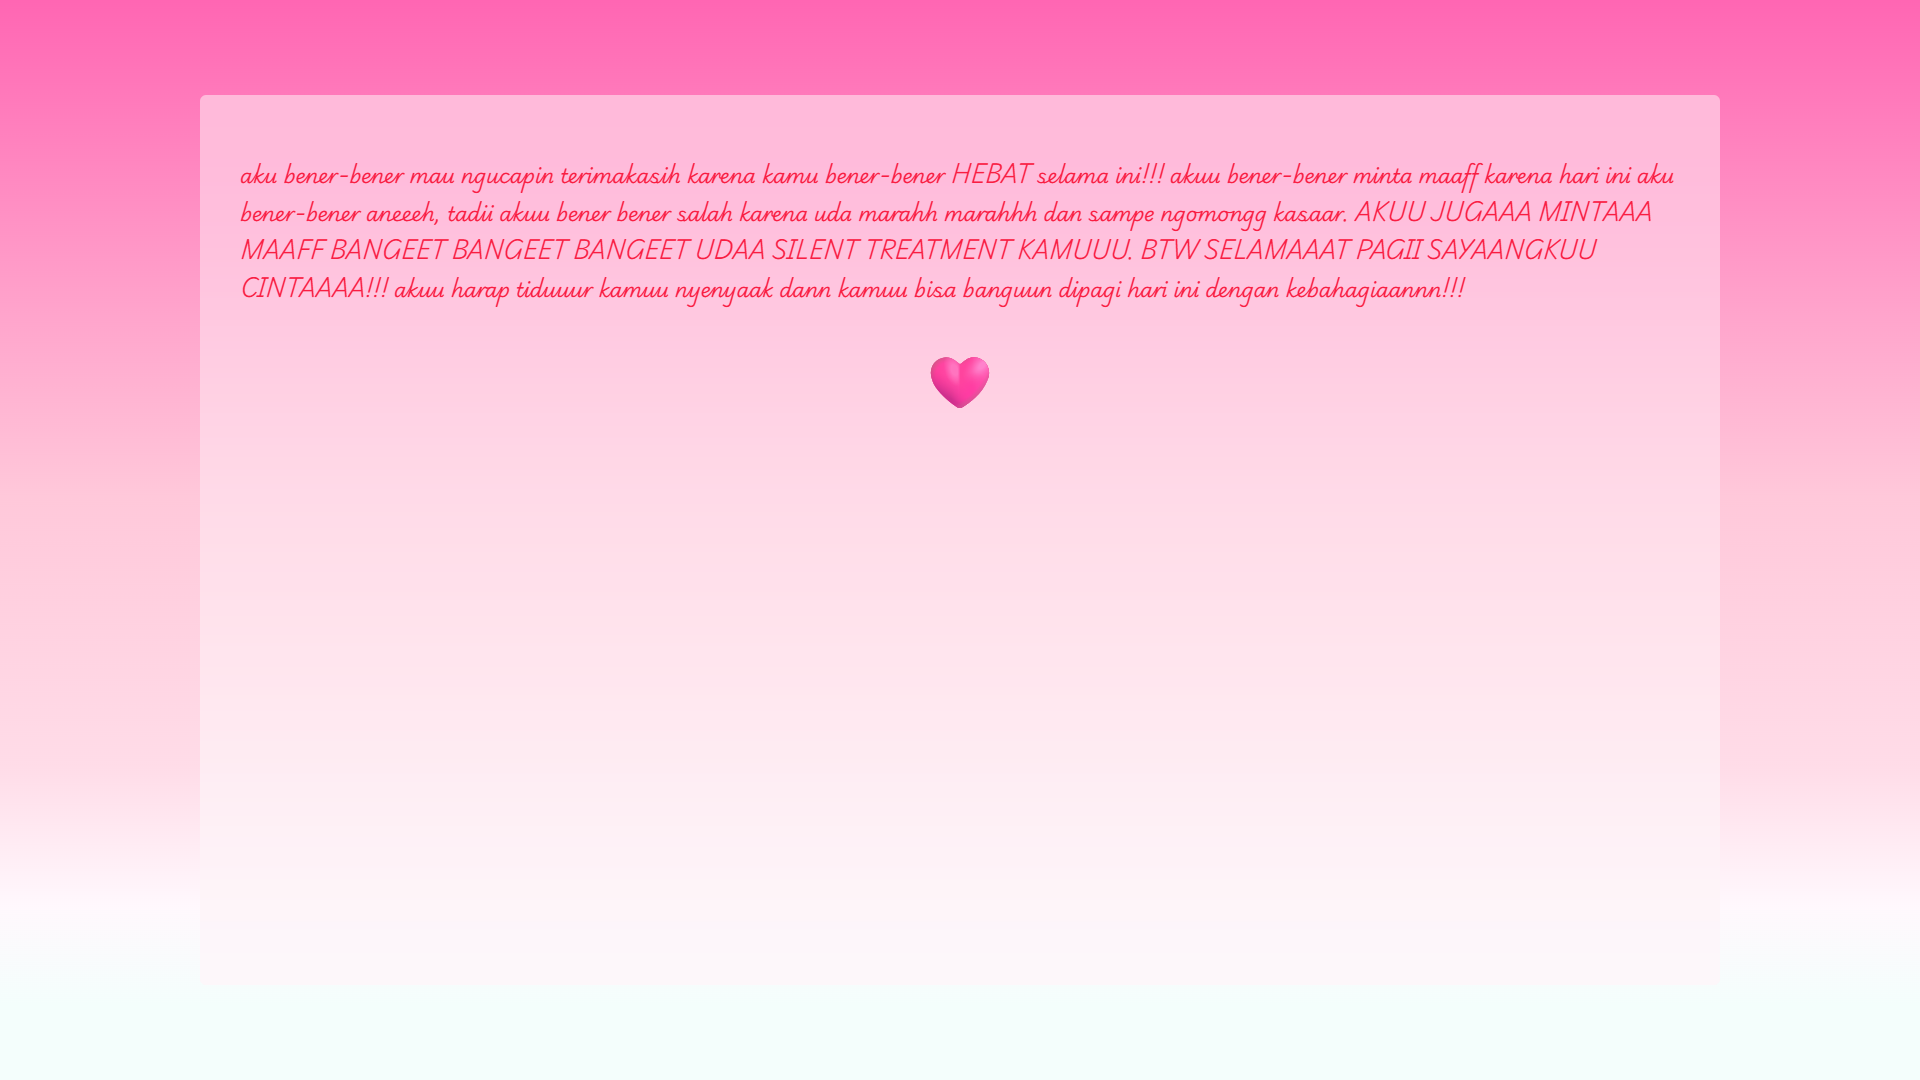 aku bener-bener mau ngucapin terimakasih karena kamu bener-bener HEBAT selama ini!!! akuu bener-bener minta maaff karena hari ini aku
bener-bener aneeeh, tadii akuu bener bener salah karena uda marahh marahhh dan sampe ngomongg kasaar. AKUU JUGAAA MINTAAA
MAAFF BANGEET BANGEET BANGEET UDAA SILENT TREATMENT KAMUUU. BTW SELAMAAAT PAGII SAYAANGKUU
CINTAAAA!!! akuu harap tiduuur kamuu nyenyaak dann kamuu bisa banguun dipagi hari ini dengan kebahagiaannn!!!